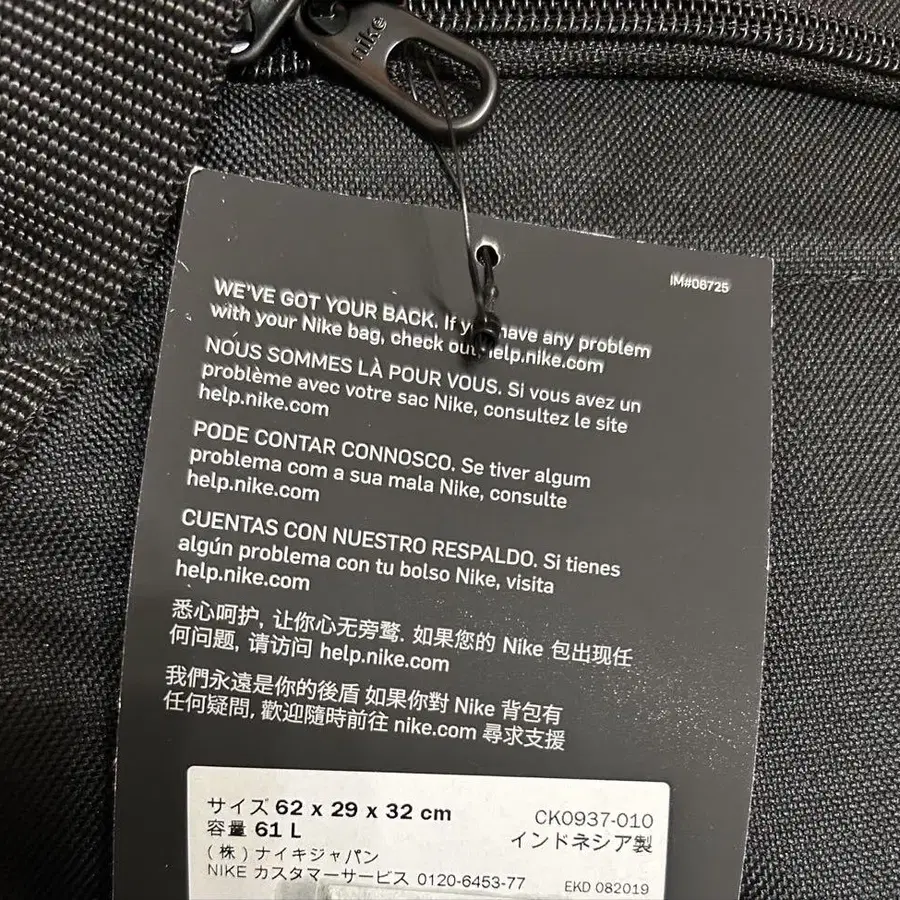 nike
IM#06725
WE'VE GOT YOUR BACK. If you have any problem
with your Nike bag, check out help.nike.com
NOUS SOMMES LÀ POUR VOUS. Si vous avez un
problème avec votre sac Nike, consultez le site
help.nike.com
PODE CONTAR CONNOSCO. Se tiver algum
problema com a sua mala Nike, consulte
help.nike.com
CUENTAS CON NUESTRO RESPALDO. Si tienes
algún problema con tu bolso Nike, visita
help.nike.com
悉心呵护, 让你心无旁鹜. 如果您的 Nike 包出现任
何问题, 请访问 help.nike.com
我們永遠是你的後盾 如果你對 Nike 背包有
任何疑問, 歡迎隨時前往 nike.com 尋求支援
サイズ 62 x 29 x 32 cm
CK0937-010
容量 61 L
インドネシア製
(株)ナイキジャパン
NIKE カスタマーサービス 0120-6453-77
EKD 082019